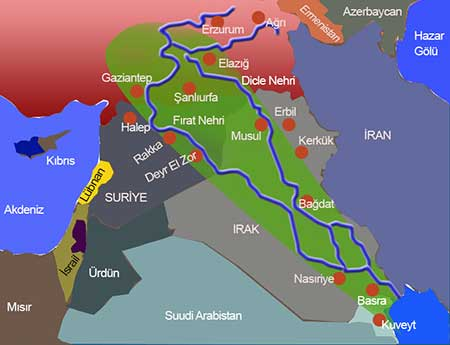 Azerbaycan
Ağrı
Erzurum
Ermenistan
Hazar
Gölü
Elazığ
Gaziantep
Dicle Nehri
Şanlıurfa
Erbil
Halep
Fırat Nehri
Musul
İRAN
Kerkük
Rakka
Kıbrıs
Deyr El Zor
Lübnan
SURİYE
Bağdat
Akdeniz
IRAK
İsrail
Ürdün
Nasıriye
Mısır
Basra
Suudi Arabistan
Kuveyt